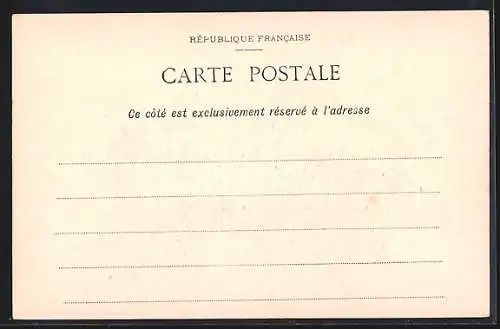 RÉPUBLIQUE FRANÇAISE
CARTE POSTALE
Ce côté est exclusivement réservé à l'adresse